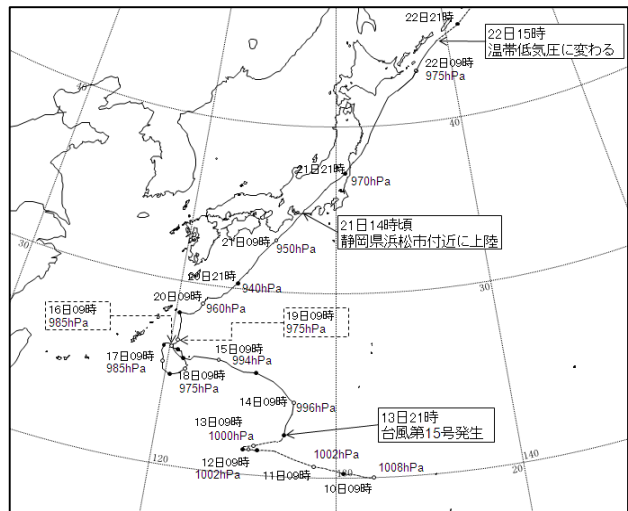 22日21時
22日15時
温帯低気圧に変わる
22日09時
975hPa
30
40
21日21時
970hPa
21日14時頃
静岡県浜松市付近に上陸
21日09時
950hPa
30
20日21時
940hPa
20日09時
960hPa
16日09時
985hPa
19日09時
975hPa
17日09時
985hPa
15日09時
994hPa
18日09時
975hPa
14日09時
996hPa
13日21時
台風第15号発生
13日09時
1000hPa
12日09時
1002hPa
1002hPa
11日09時
1008hPa
10日09時
120
130
20
140